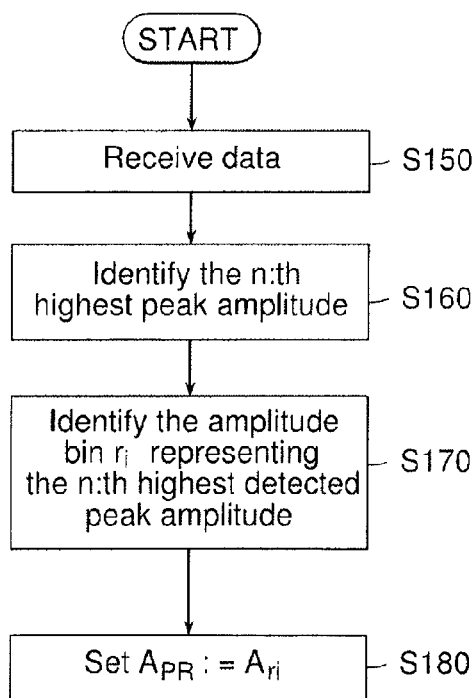 START
Receive data
S150
Identify the n:th
highest peak amplitude
S160
Identify the amplitude
bin ri representing
the n:th highest detected
peak amplitude
S170
Set APR : = Ari
S180